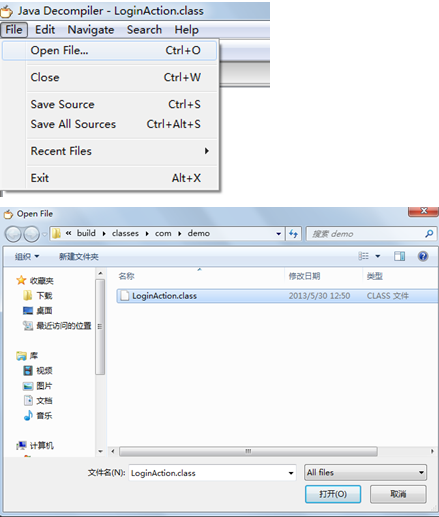 Java Decompiler - LoginAction.class
File Edit Navigate Search Help
Open File... Ctrl+O
Close Ctrl+W
Save Source Ctrl+S
Save All Sources Ctrl+Alt+S
Recent Files
Exit Alt+X
Open File
« build classes com demo 搜索 demo
组织 新建文件夹
名称 修改日期 类型
收藏夹
下载
桌面
最近访问的位置
库
视频
图片
文档
音乐
计算机
LoginAction.class 2013/5/30 12:50 CLASS 文件
文件名(N): LoginAction.class All files
打开(O) 取消